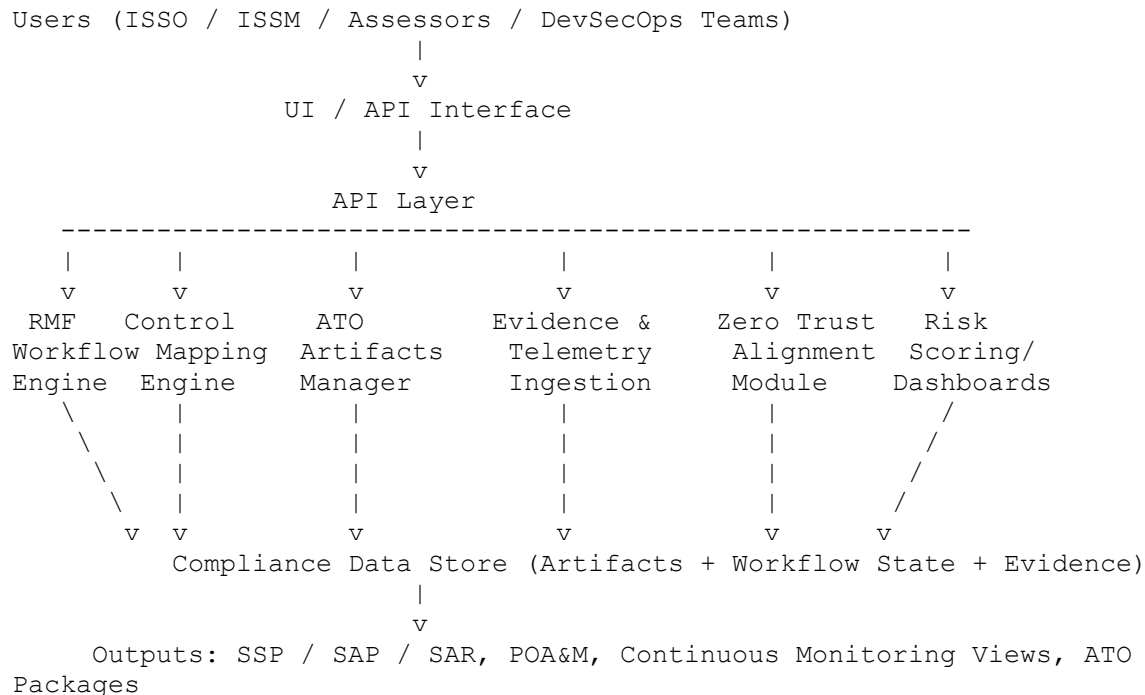 Users (ISSO / ISSM / Assessors / DevSecOps Teams)
UI / API Interface
API Layer
RMF Control ATO Evidence & Zero Trust Risk
Workflow Mapping Artifacts Telemetry Alignment Scoring/
Engine Engine Manager Ingestion Module Dashboards
Compliance Data Store (Artifacts + Workflow State + Evidence)
Outputs: SSP / SAP / SAR, POA&M, Continuous Monitoring Views, ATO
Packages